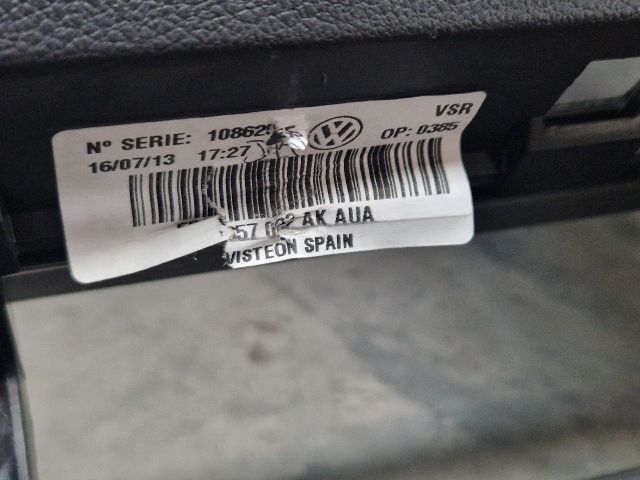 VSR
Nº SERIE:
OP: 0385
16/07/13 17:27
AK AUA
VISTEON SPAIN